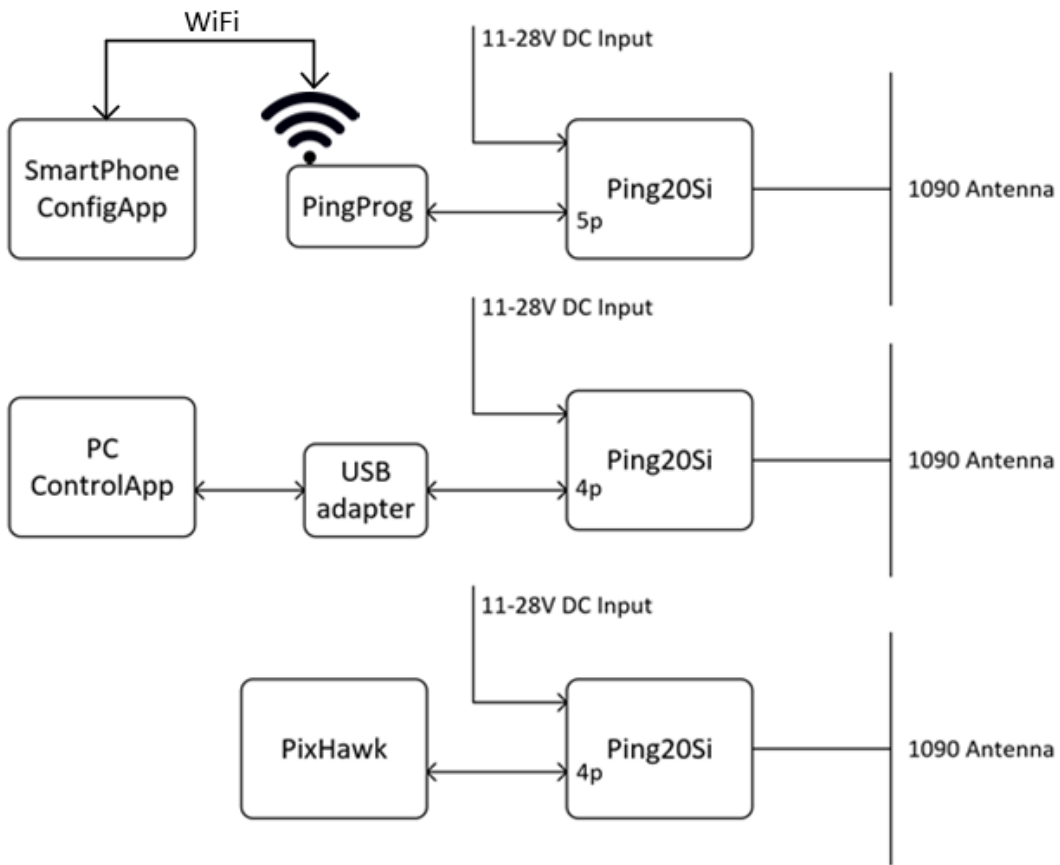 WiFi
11-28V DC Input
SmartPhone
ConfigApp
PingProg
5p
Ping20Si
1090 Antenna
11-28V DC Input
PC
ControlApp
USB
adapter
4p
Ping20Si
1090 Antenna
11-28V DC Input
PixHawk
4p
Ping20Si
1090 Antenna